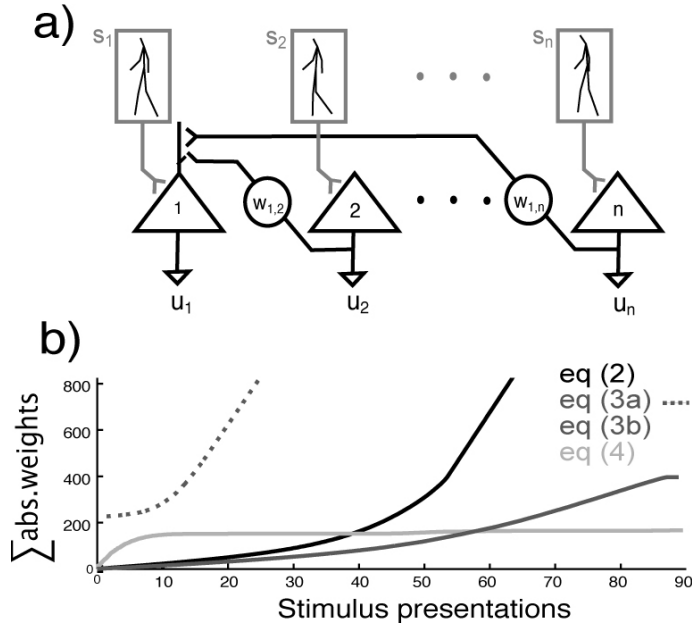 a)
s1 s2 sn
1 w1,2 2 w1,n n
u1 u2 un
b)
∑abs.weights
800
600
400
200
0
eq (2)
eq (3a)
eq (3b)
eq (4)
0 10 20 30 40 50 60 70 80 90
Stimulus presentations